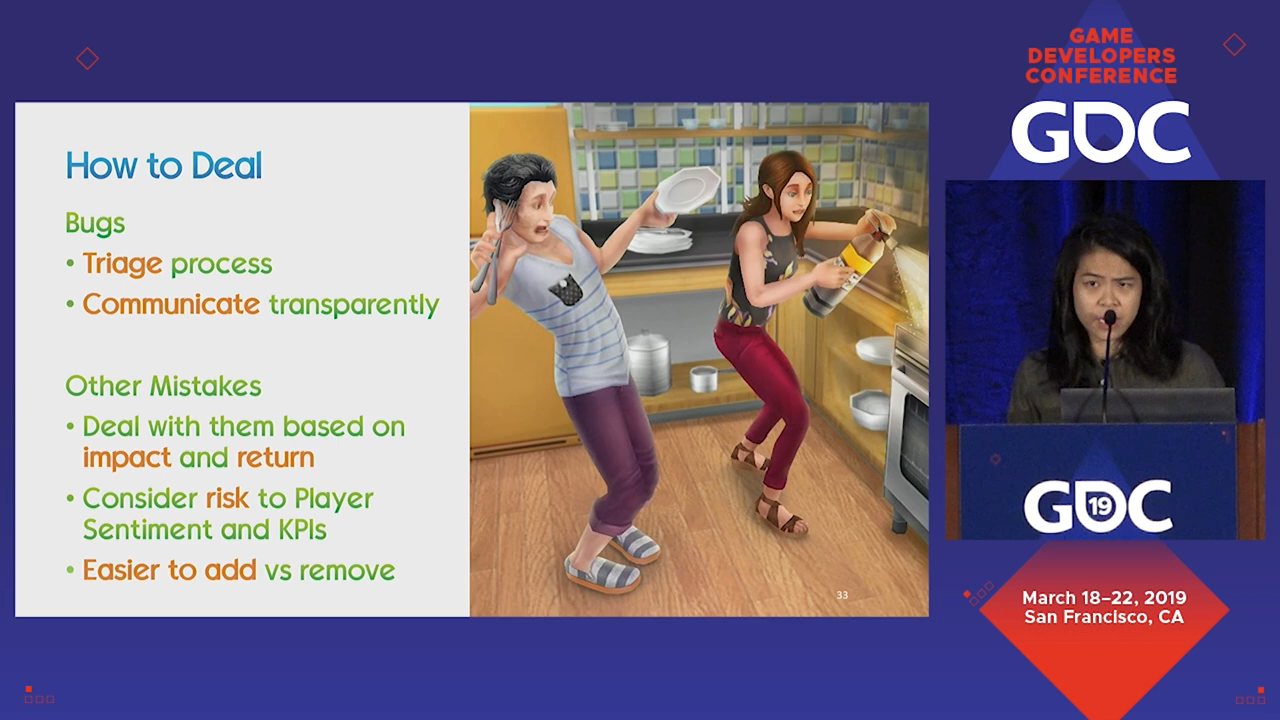 How to Deal
Bugs
• Triage process
• Communicate transparently
Other Mistakes
• Deal with them based on
impact and return
• Consider risk to Player
Sentiment and KPIs
• Easier to add vs remove
33
GAME
DEVELOPERS
CONFERENCE
GDC
GDC
19
March 18–22, 2019
San Francisco, CA